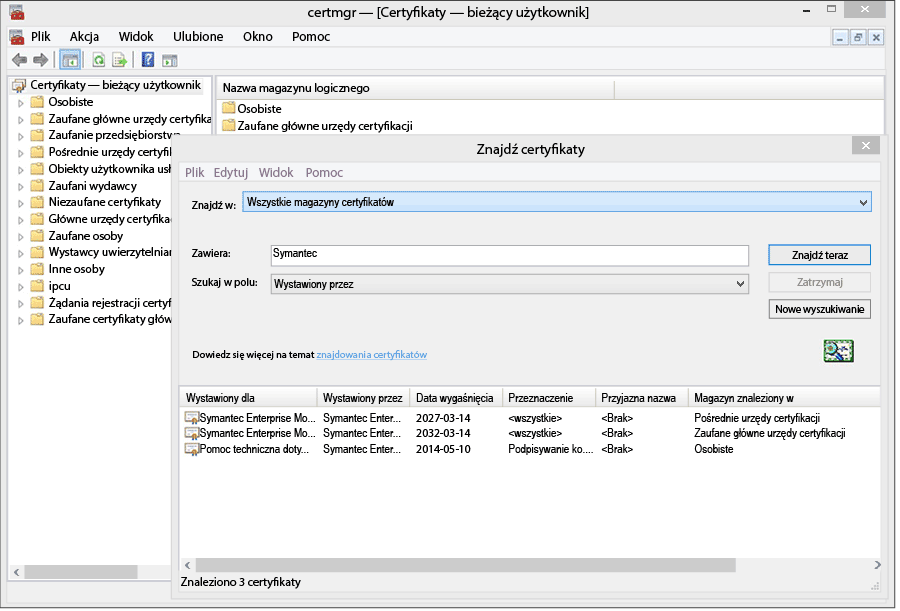 certmgr — [Certyfikaty — bieżący użytkownik]
Plik Akcja Widok Ulubione Okno Pomoc
Certyfikaty — bieżący użytkownik
Osobiste
Zaufane główne urzędy certyfika
Zaufanie przedsiębiorstw
Pośrednie urzędy certyfi
Obiekty użytkownika usł
Zaufani wydawcy
Niezaufane certyfikaty
Główne urzędy certyfika
Zaufane osoby
Wystawcy uwierzytelnian
Inne osoby
ipcu
Żądania rejestracji certyf
Zaufane certyfikaty głów
Nazwa magazynu logicznego
Osobiste
Zaufane główne urzędy certyfikacji
Znajdź certyfikaty
Plik Edytuj Widok Pomoc
Znajdź w: Wszystkie magazyny certyfikatów
Zawiera: Symantec Znajdź teraz
Szukaj w polu: Wystawiony przez Zatrzymaj
Nowe wyszukiwanie
Dowiedz się więcej na temat znajdowania certyfikatów
Wystawiony dla Wystawiony przez Data wygaśnięcia Przeznaczenie Przyjazna nazwa Magazyn znaleziony w
Symantec Enterprise Mo... Symantec Enter... 2027-03-14 <wszystkie> <Brak> Pośrednie urzędy certyfikacji
Symantec Enterprise Mo... Symantec Enter... 2032-03-14 <wszystkie> <Brak> Zaufane główne urzędy certyfikacji
Pomoc techniczna doty... Symantec Enter... 2014-05-10 Podpisywanie ko.... <Brak> Osobiste
Znaleziono 3 certyfikaty